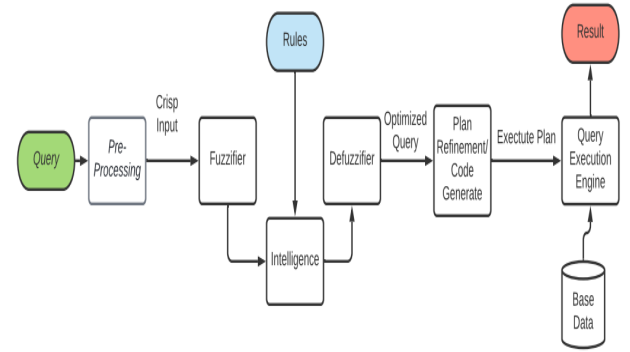 Query
Pre-
Processing
Crisp
Input
Fuzzifier
Rules
Intelligence
Defuzzifier
Optimized
Query
Plan
Refinement/
Code
Generate
Exectute Plan
Query
Execution
Engine
Result
Base
Data